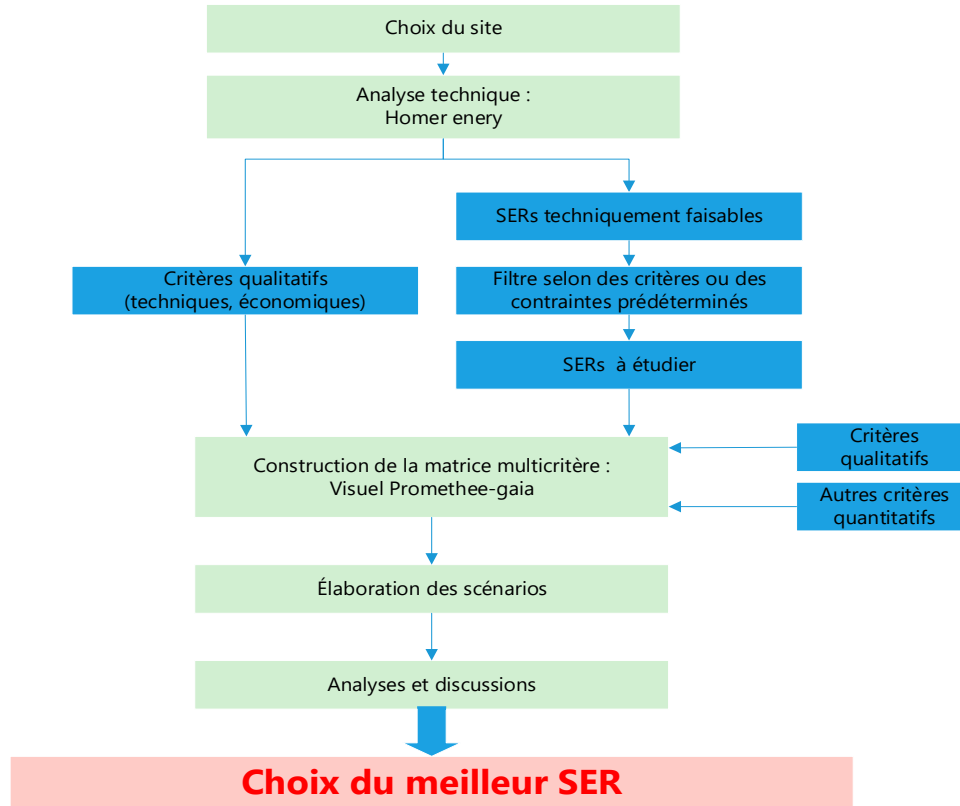 Choix du site
Analyse technique :
Homer enery
SERs techniquement faisables
Critères qualitatifs
(techniques, économiques)
Filtre selon des critères ou des
contraintes prédéterminés
SERs à étudier
Construction de la matrice multicritère :
Visuel Promethee-gaia
Critères
qualitatifs
Autres critères
quantitatifs
Élaboration des scénarios
Analyses et discussions
Choix du meilleur SER